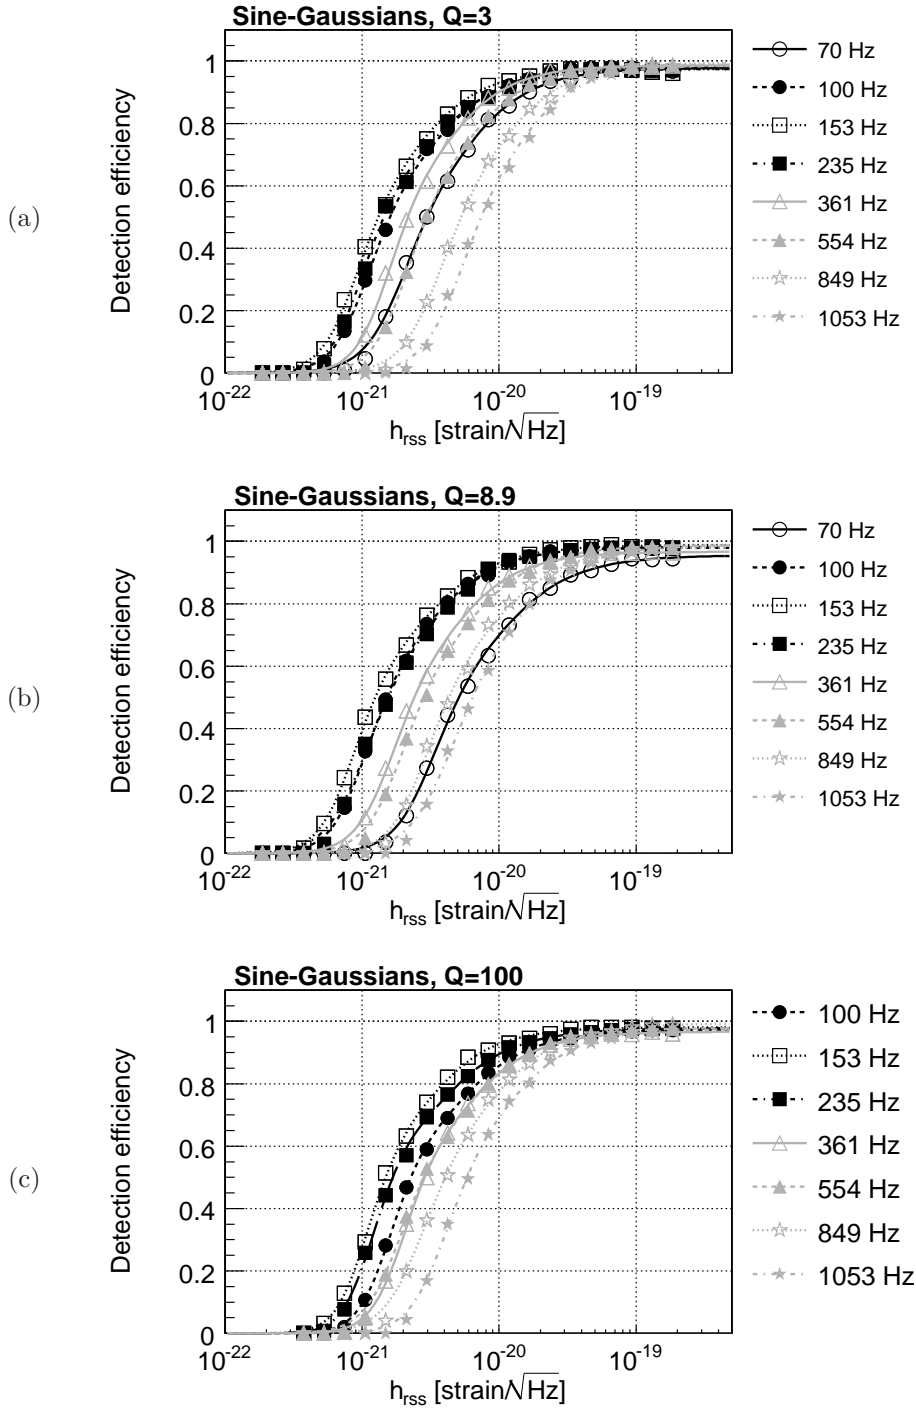 Sine-Gaussians, Q=3
(a)
Detection efficiency
1
0.8
0.6
0.4
0.2
0
10^-22 10^-21 10^-20 10^-19
h_rss [strain/√Hz]
70 Hz
100 Hz
153 Hz
235 Hz
361 Hz
554 Hz
849 Hz
1053 Hz
Sine-Gaussians, Q=8.9
(b)
Detection efficiency
1
0.8
0.6
0.4
0.2
0
10^-22 10^-21 10^-20 10^-19
h_rss [strain/√Hz]
70 Hz
100 Hz
153 Hz
235 Hz
361 Hz
554 Hz
849 Hz
1053 Hz
Sine-Gaussians, Q=100
(c)
Detection efficiency
1
0.8
0.6
0.4
0.2
0
10^-22 10^-21 10^-20 10^-19
h_rss [strain/√Hz]
100 Hz
153 Hz
235 Hz
361 Hz
554 Hz
849 Hz
1053 Hz